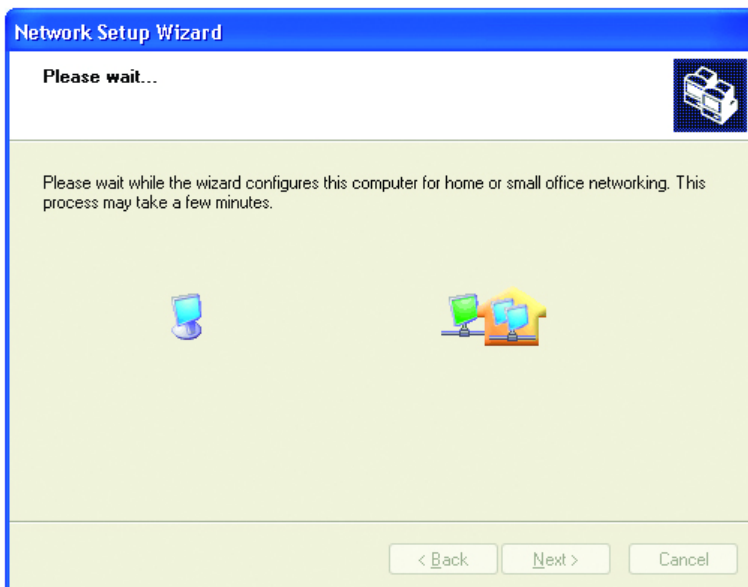 Network Setup Wizard
Please wait...
Please wait while the wizard configures this computer for home or small office networking. This
process may take a few minutes.
< Back
Next >
Cancel